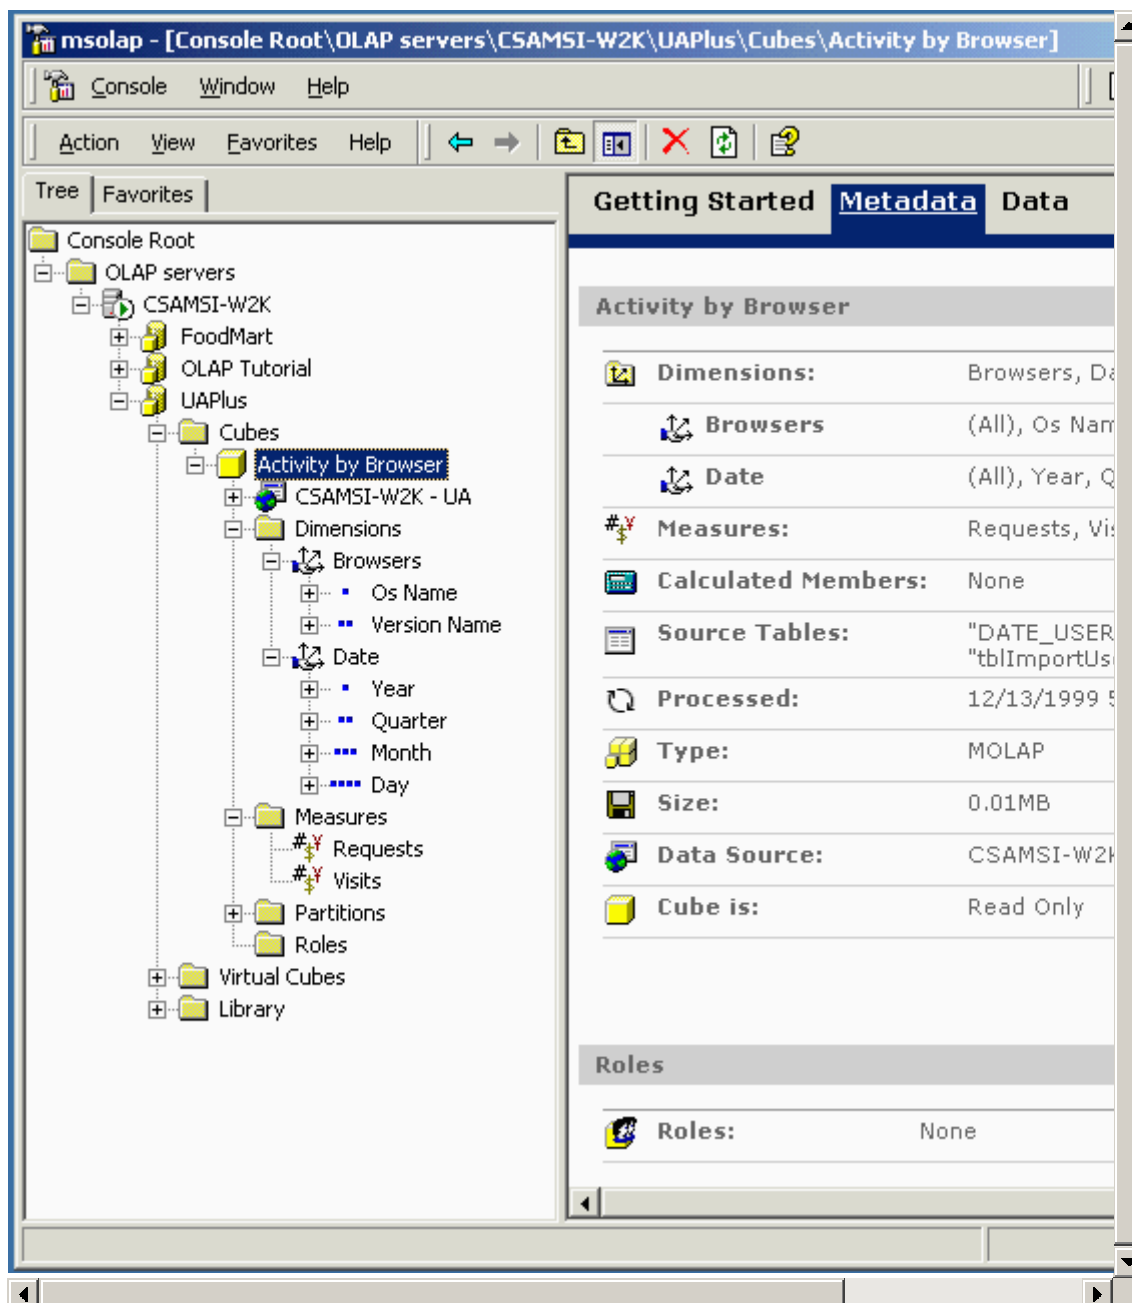 msolap - [Console Root\OLAP servers\CSAMSI-W2K\UAPlus\Cubes\Activity by Browser]
Console Window Help
Action View Favorites Help
Tree Favorites
Console Root
OLAP servers
CSAMSI-W2K
FoodMart
OLAP Tutorial
UAPlus
Cubes
Activity by Browser
CSAMSI-W2K - UA
Dimensions
Browsers
Os Name
Version Name
Date
Year
Quarter
Month
Day
Measures
Requests
Visits
Partitions
Roles
Virtual Cubes
Library
Getting Started Metadata Data
Activity by Browser
Dimensions: Browsers, Da
Browsers (All), Os Nam
Date (All), Year, Q
Measures: Requests, Vis
Calculated Members: None
Source Tables: "DATE_USER
"tblImportUs
Processed: 12/13/1999 5
Type: MOLAP
Size: 0.01MB
Data Source: CSAMSI-W2K
Cube is: Read Only
Roles
Roles: None